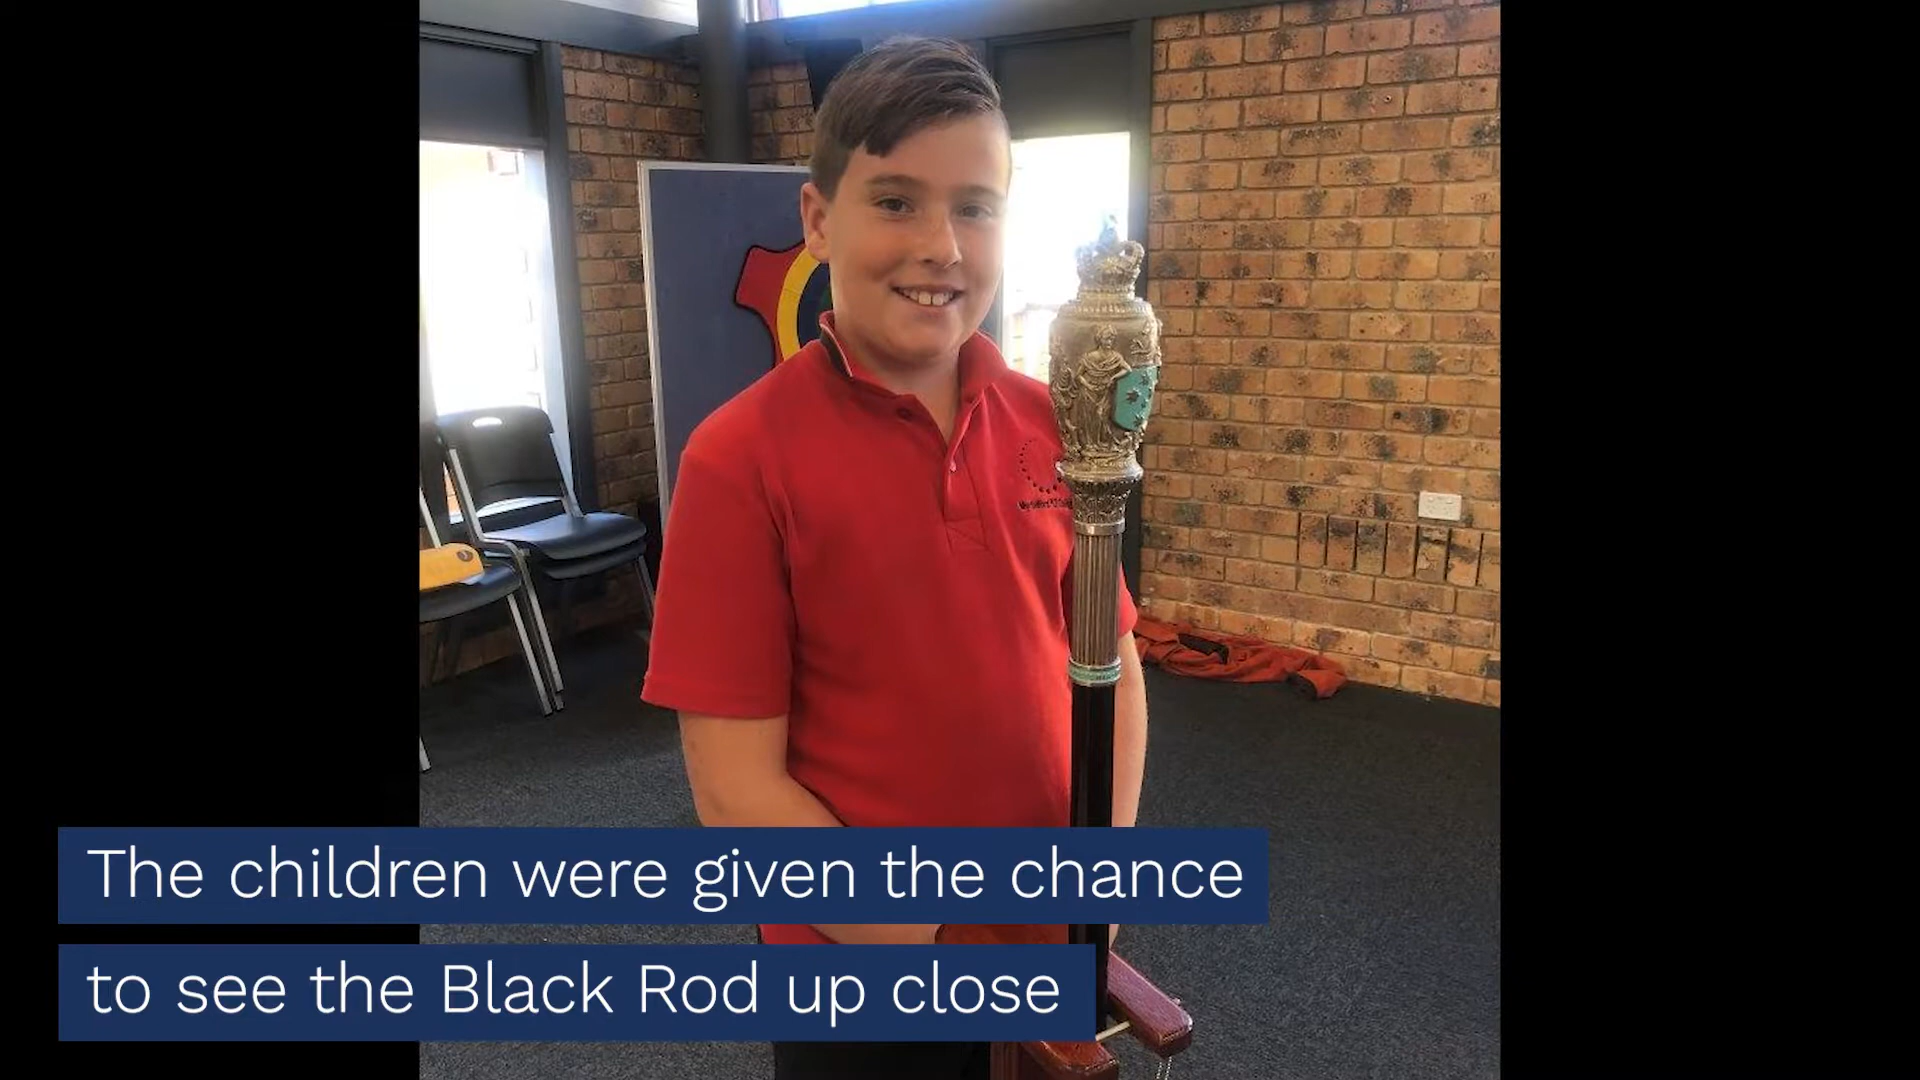 The children were given the chance
to see the Black Rod up close